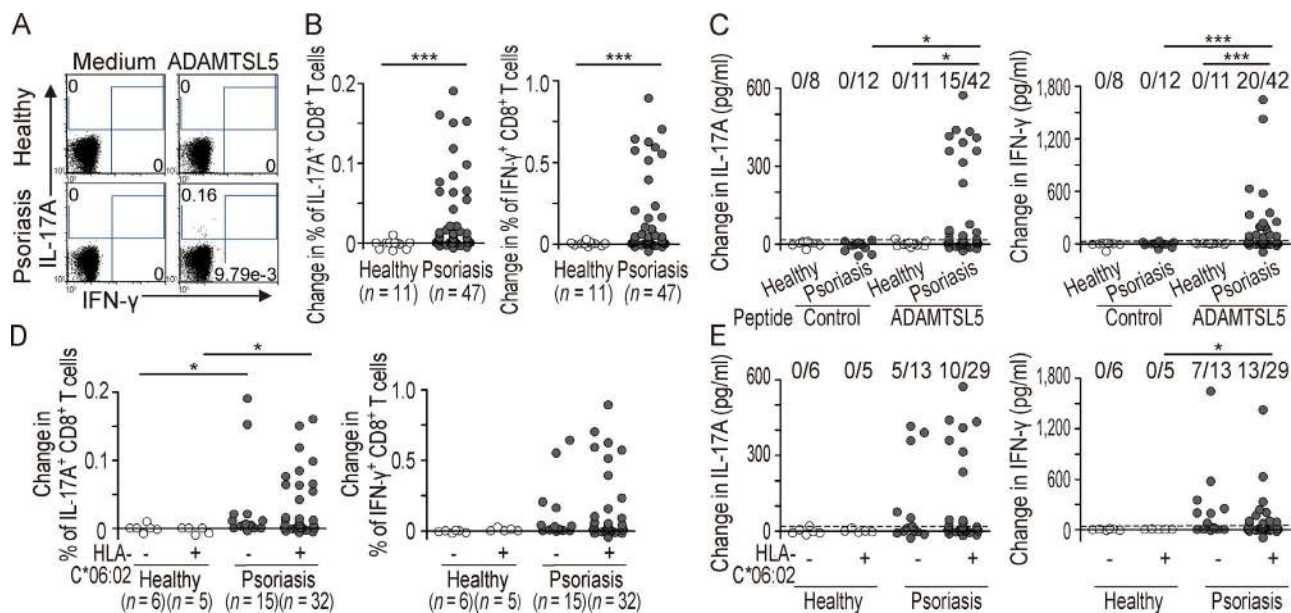 A
Medium ADAMTSL5
Healthy
Psoriasis
IL-17A
IFN-γ
0
0
0
0
0
0
0.16
9.79e-3
B
***
Change in % of IL-17A+ CD8+ T cells
0.2
0.1
0
Healthy Psoriasis
(n = 11) (n = 47)
***
Change in % of IFN-γ+ CD8+ T cells
1.0
0.5
0
Healthy Psoriasis
(n = 11) (n = 47)
C
*
*
0/8 0/12 0/11 15/42
Change in IL-17A (pg/ml)
600
300
0
Healthy Psoriasis Healthy Psoriasis
Peptide Control ADAMTSL5
***
***
0/8 0/12 0/11 20/42
Change in IFN-γ (pg/ml)
1,800
1,200
600
0
Healthy Psoriasis Healthy Psoriasis
Control ADAMTSL5
D
*
*
Change in
% of IL-17A+ CD8+ T cells
0.2
0.1
0
HLA-
C*06:02
- + - +
Healthy Psoriasis
(n = 6)(n = 5) (n = 15)(n = 32)
Change in
% of IFN-γ+ CD8+ T cells
1.0
0.5
0
- + - +
Healthy Psoriasis
(n = 6)(n = 5) (n = 15)(n = 32)
E
0/6 0/5 5/13 10/29
Change in IL-17A (pg/ml)
600
300
0
HLA-
C*06:02
- + - +
Healthy Psoriasis
*
0/6 0/5 7/13 13/29
Change in IFN-γ (pg/ml)
1,800
1,200
600
0
- + - +
Healthy Psoriasis